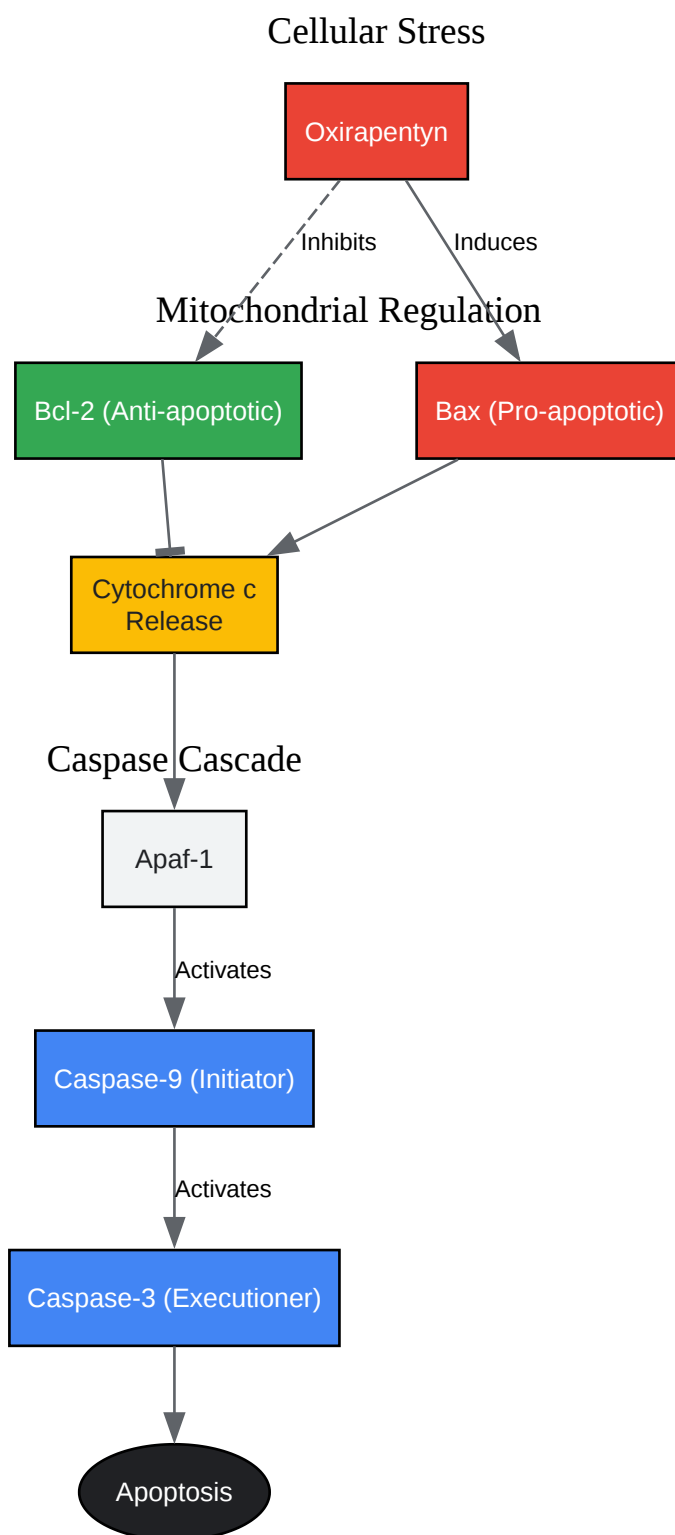 Cellular Stress
Oxirapentyn
Inhibits
Induces
Mitochondrial Regulation
Bcl-2 (Anti-apoptotic)
Bax (Pro-apoptotic)
Cytochrome c
Release
Caspase Cascade
Apaf-1
Activates
Caspase-9 (Initiator)
Activates
Caspase-3 (Executioner)
Apoptosis